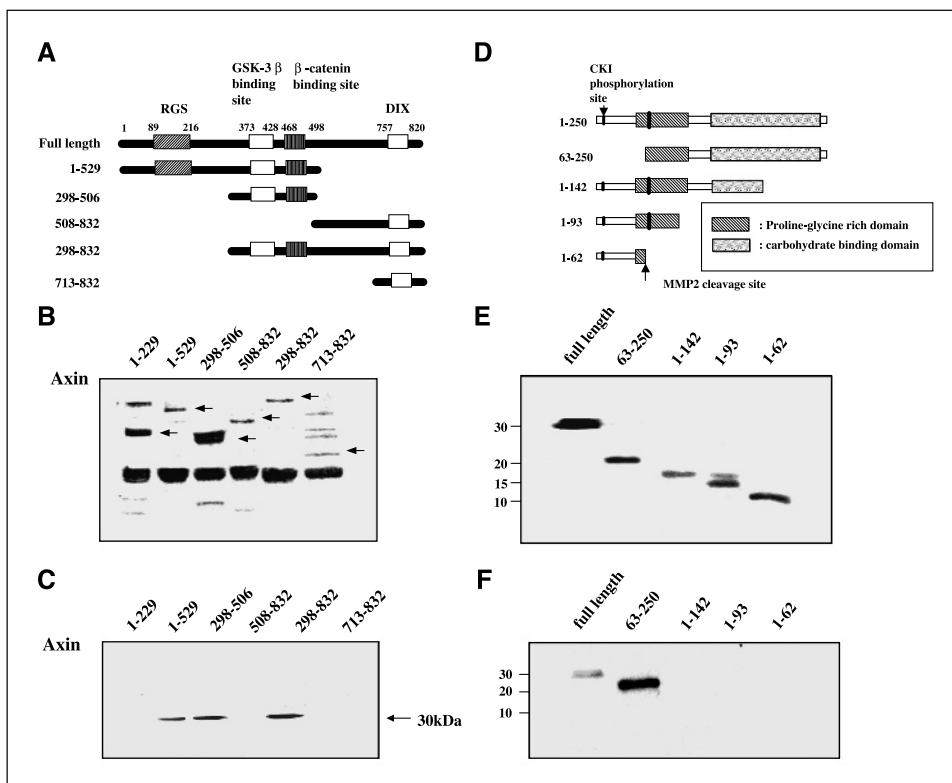 A
GSK-3 β
binding
site
β -catenin
binding site
RGS
DIX
1 89 216 373 428 468 498 757 820
Full length
1-529
298-506
508-832
298-832
713-832
B
Axin
1-229 1-529 298-506 508-832 298-832 713-832
C
Axin
1-229 1-529 298-506 508-832 298-832 713-832
30kDa
D
CKI
phosphorylation
site
1-250
63-250
1-142
1-93
1-62
: Proline-glycine rich domain
: carbohydrate binding domain
MMP2 cleavage site
E
full length 63-250 1-142 1-93 1-62
30
20
15
10
F
full length 63-250 1-142 1-93 1-62
30
20
10